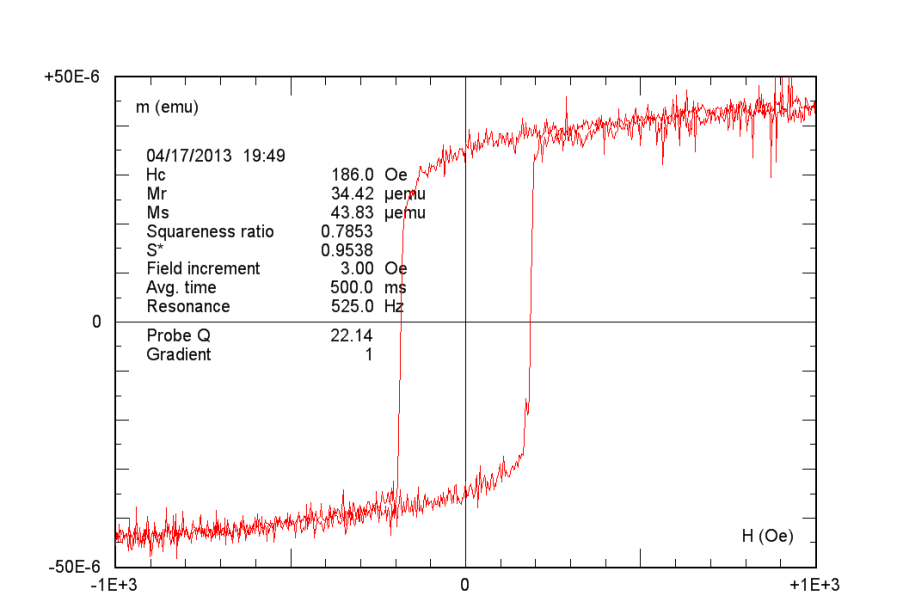 +50E-6
m (emu)
04/17/2013 19:49
Hc 186.0 Oe
Mr 34.42 µemu
Ms 43.83 µemu
Squareness ratio 0.7853
S* 0.9538
Field increment 3.00 Oe
Avg. time 500.0 ms
Resonance 525.0 Hz
0
Probe Q 22.14
Gradient 1
H (Oe)
-50E-6
-1E+3 0 +1E+3